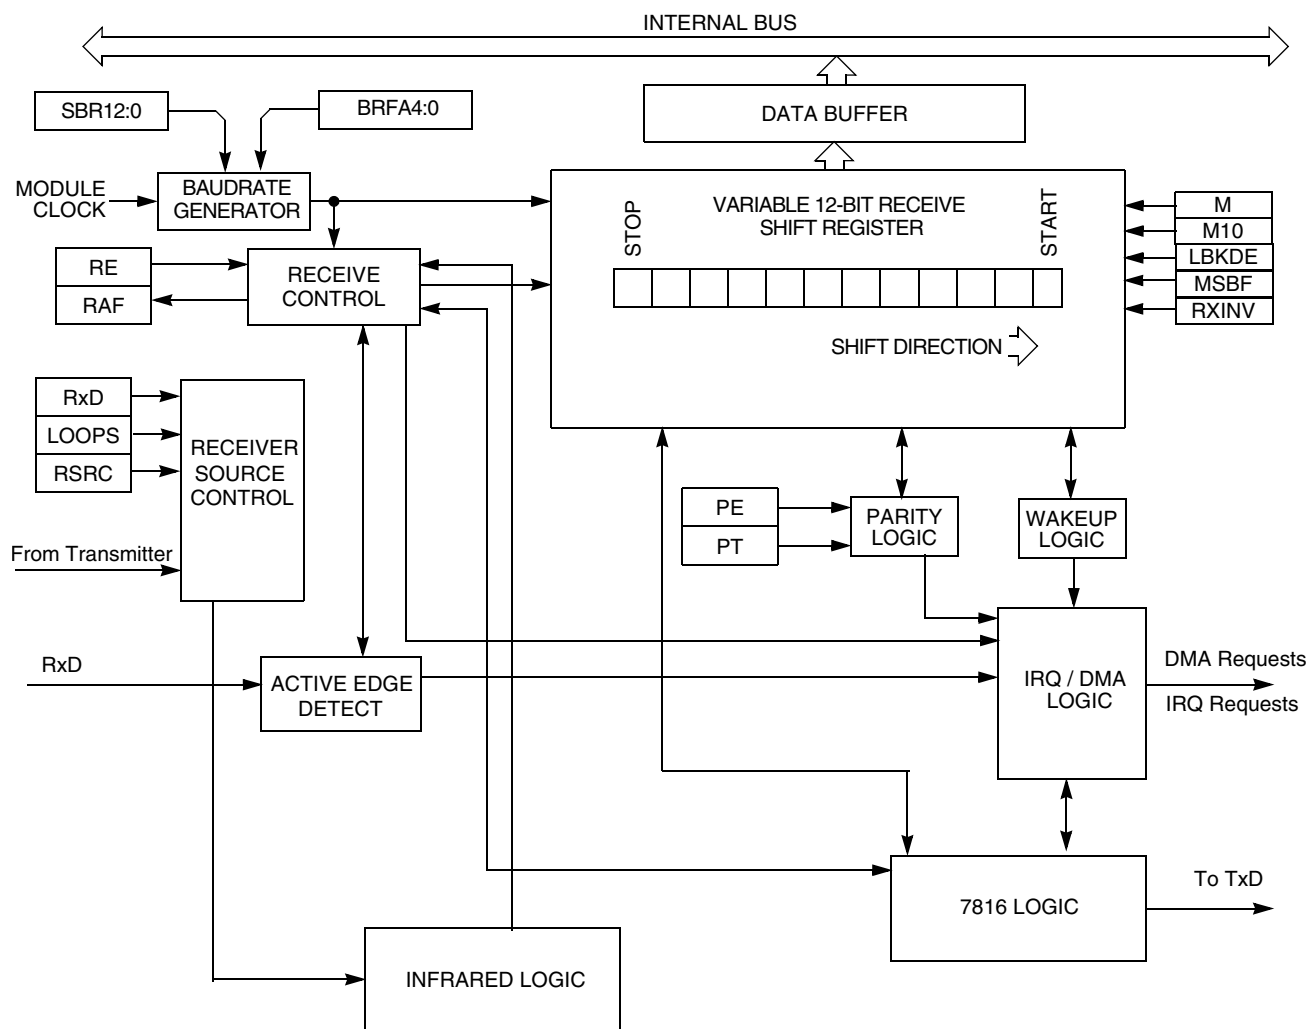 INTERNAL BUS
SBR12:0
BRFA4:0
DATA BUFFER
MODULE
CLOCK
BAUDRATE
GENERATOR
VARIABLE 12-BIT RECEIVE
SHIFT REGISTER
STOP
START
M
M10
LBKDE
MSBF
RXINV
RE
RAF
RECEIVE
CONTROL
SHIFT DIRECTION
RxD
LOOPS
RSRC
RECEIVER
SOURCE
CONTROL
From Transmitter
PE
PT
PARITY
LOGIC
WAKEUP
LOGIC
RxD
ACTIVE EDGE
DETECT
IRQ / DMA
LOGIC
DMA Requests
IRQ Requests
7816 LOGIC
To TxD
INFRARED LOGIC